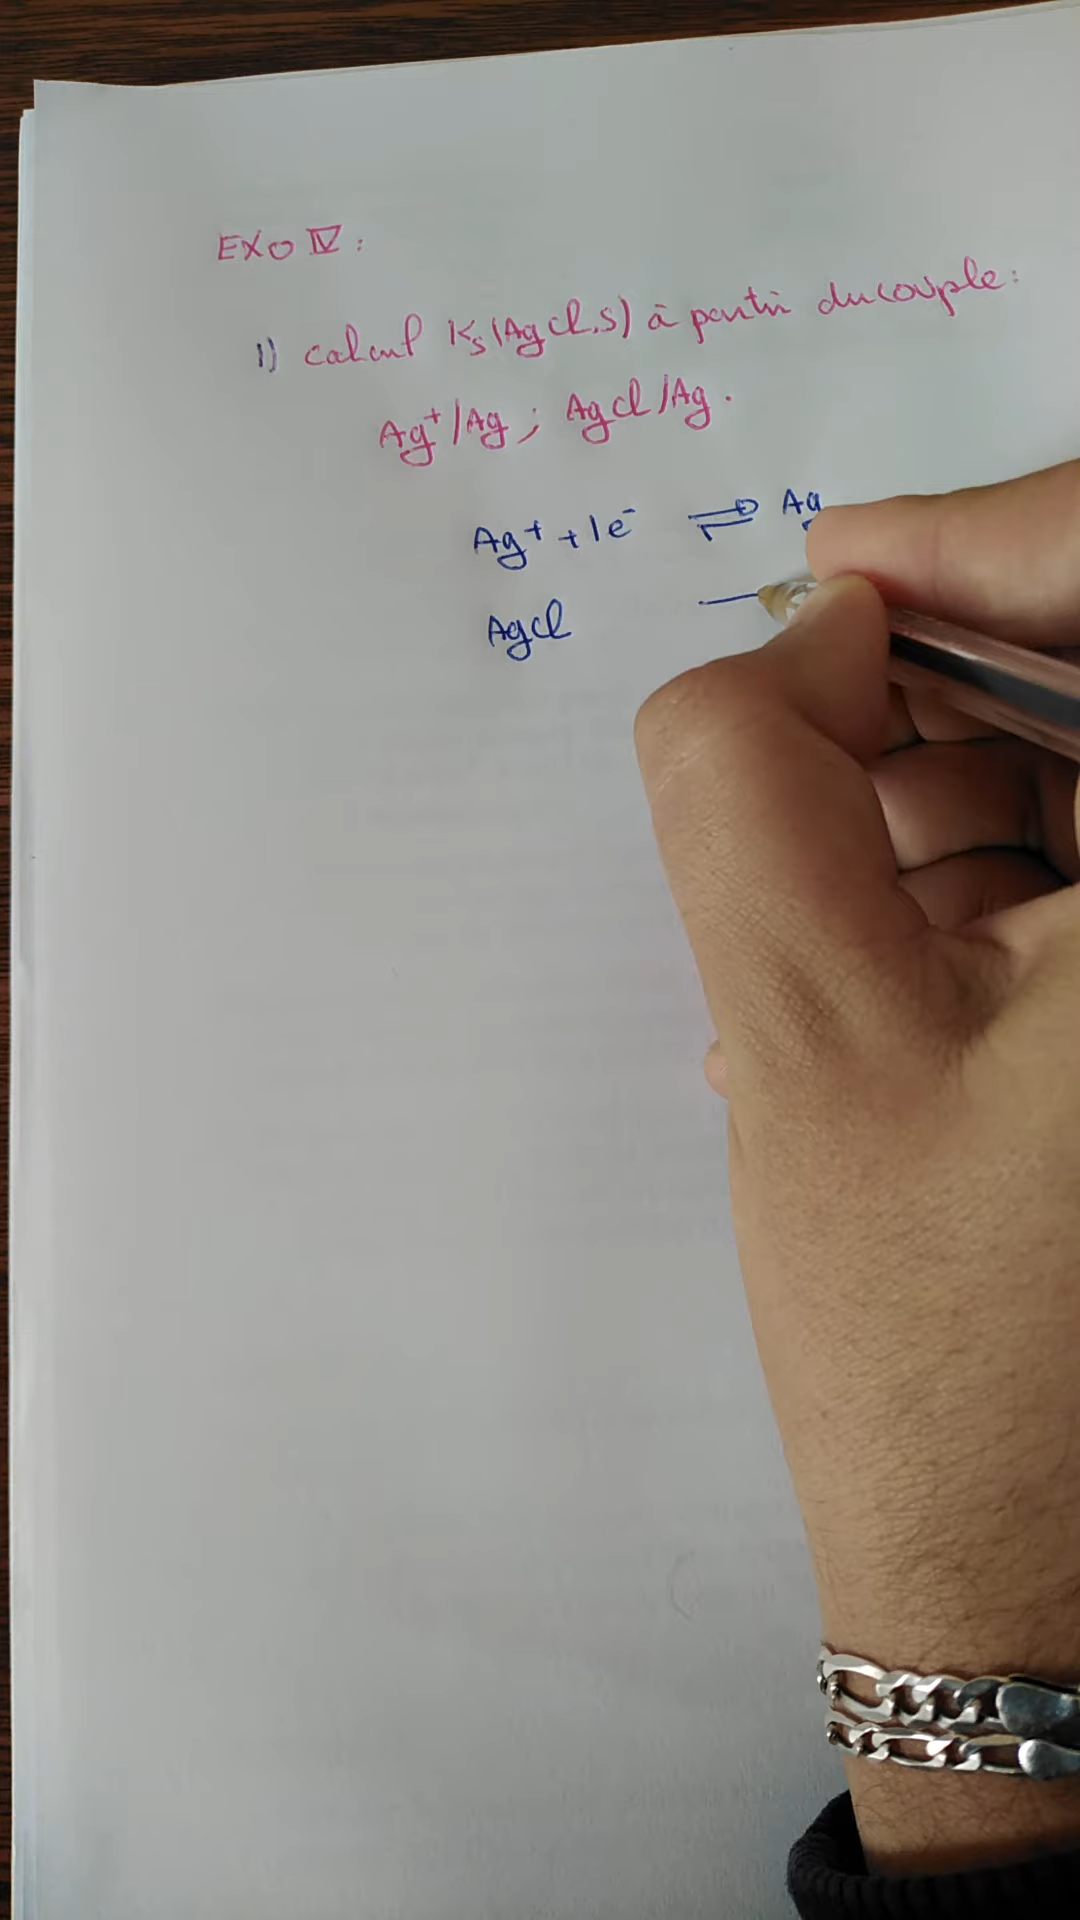 EXO IV :
1) calcul Ks(AgCl,s) à partir du couple :
Ag⁺/Ag ; AgCl/Ag .
Ag⁺ + 1e⁻ ⇌ Ag
AgCl